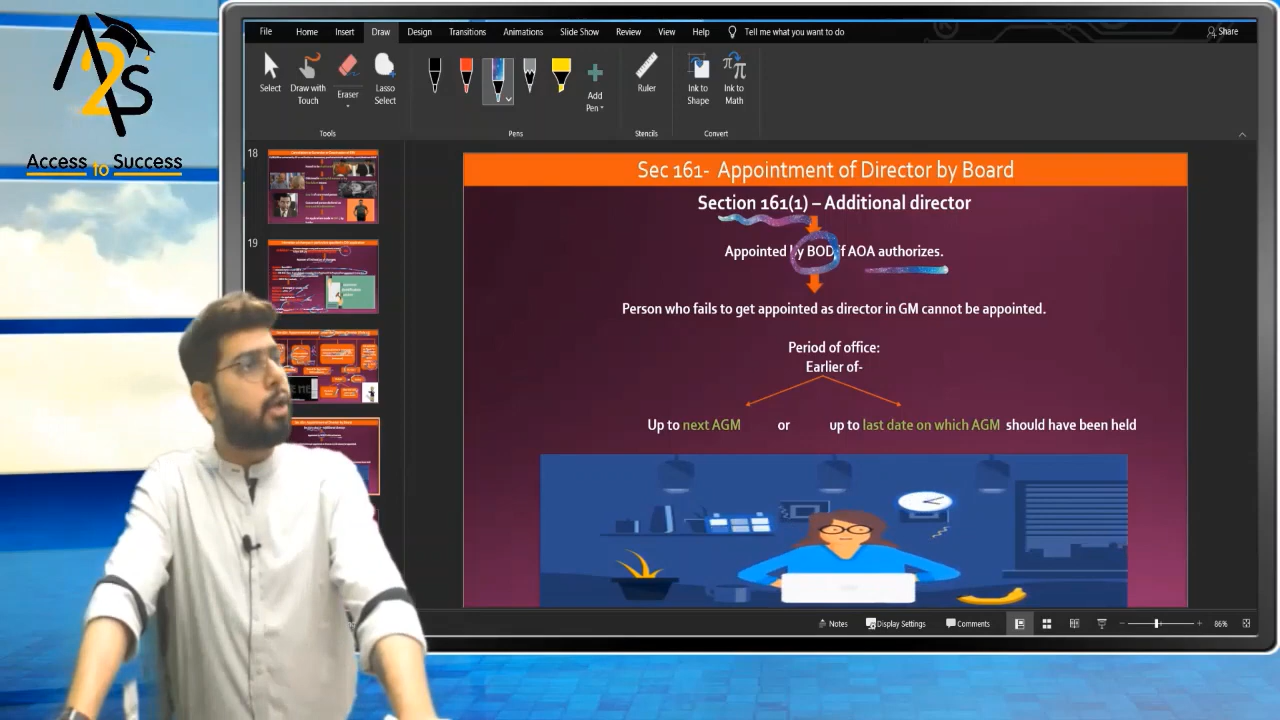 A2S
Access to Success
File Home Insert Draw Design Transitions Animations Slide Show Review View Help Tell me what you want to do Share
Select
Draw with Touch
Eraser
Lasso Select
Add Pen
Ruler
Ink to Shape
Ink to Math
Tools Pens Stencils Convert
18
19
Sec 161- Appointment of Director by Board
Section 161(1) – Additional director
Appointed by BOD if AOA authorizes.
Person who fails to get appointed as director in GM cannot be appointed.
Period of office:
Earlier of-
Up to next AGM or up to last date on which AGM should have been held
Notes Display Settings Comments 86%